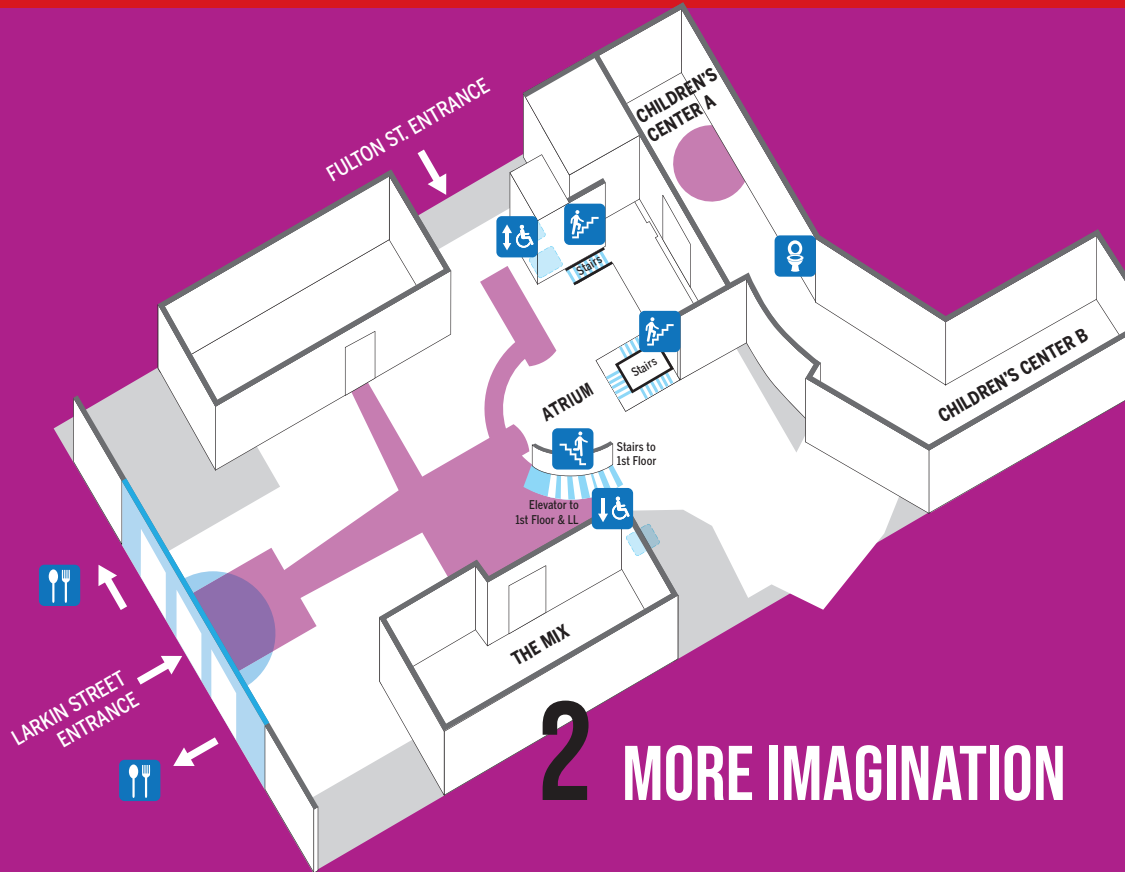 FULTON ST. ENTRANCE
CHILDREN'S
CENTER A
Stairs
Stairs
ATRIUM
CHILDREN'S CENTER B
Stairs to
1st Floor
Elevator to
1st Floor & LL
THE MIX
LARKIN STREET
ENTRANCE
2 MORE IMAGINATION